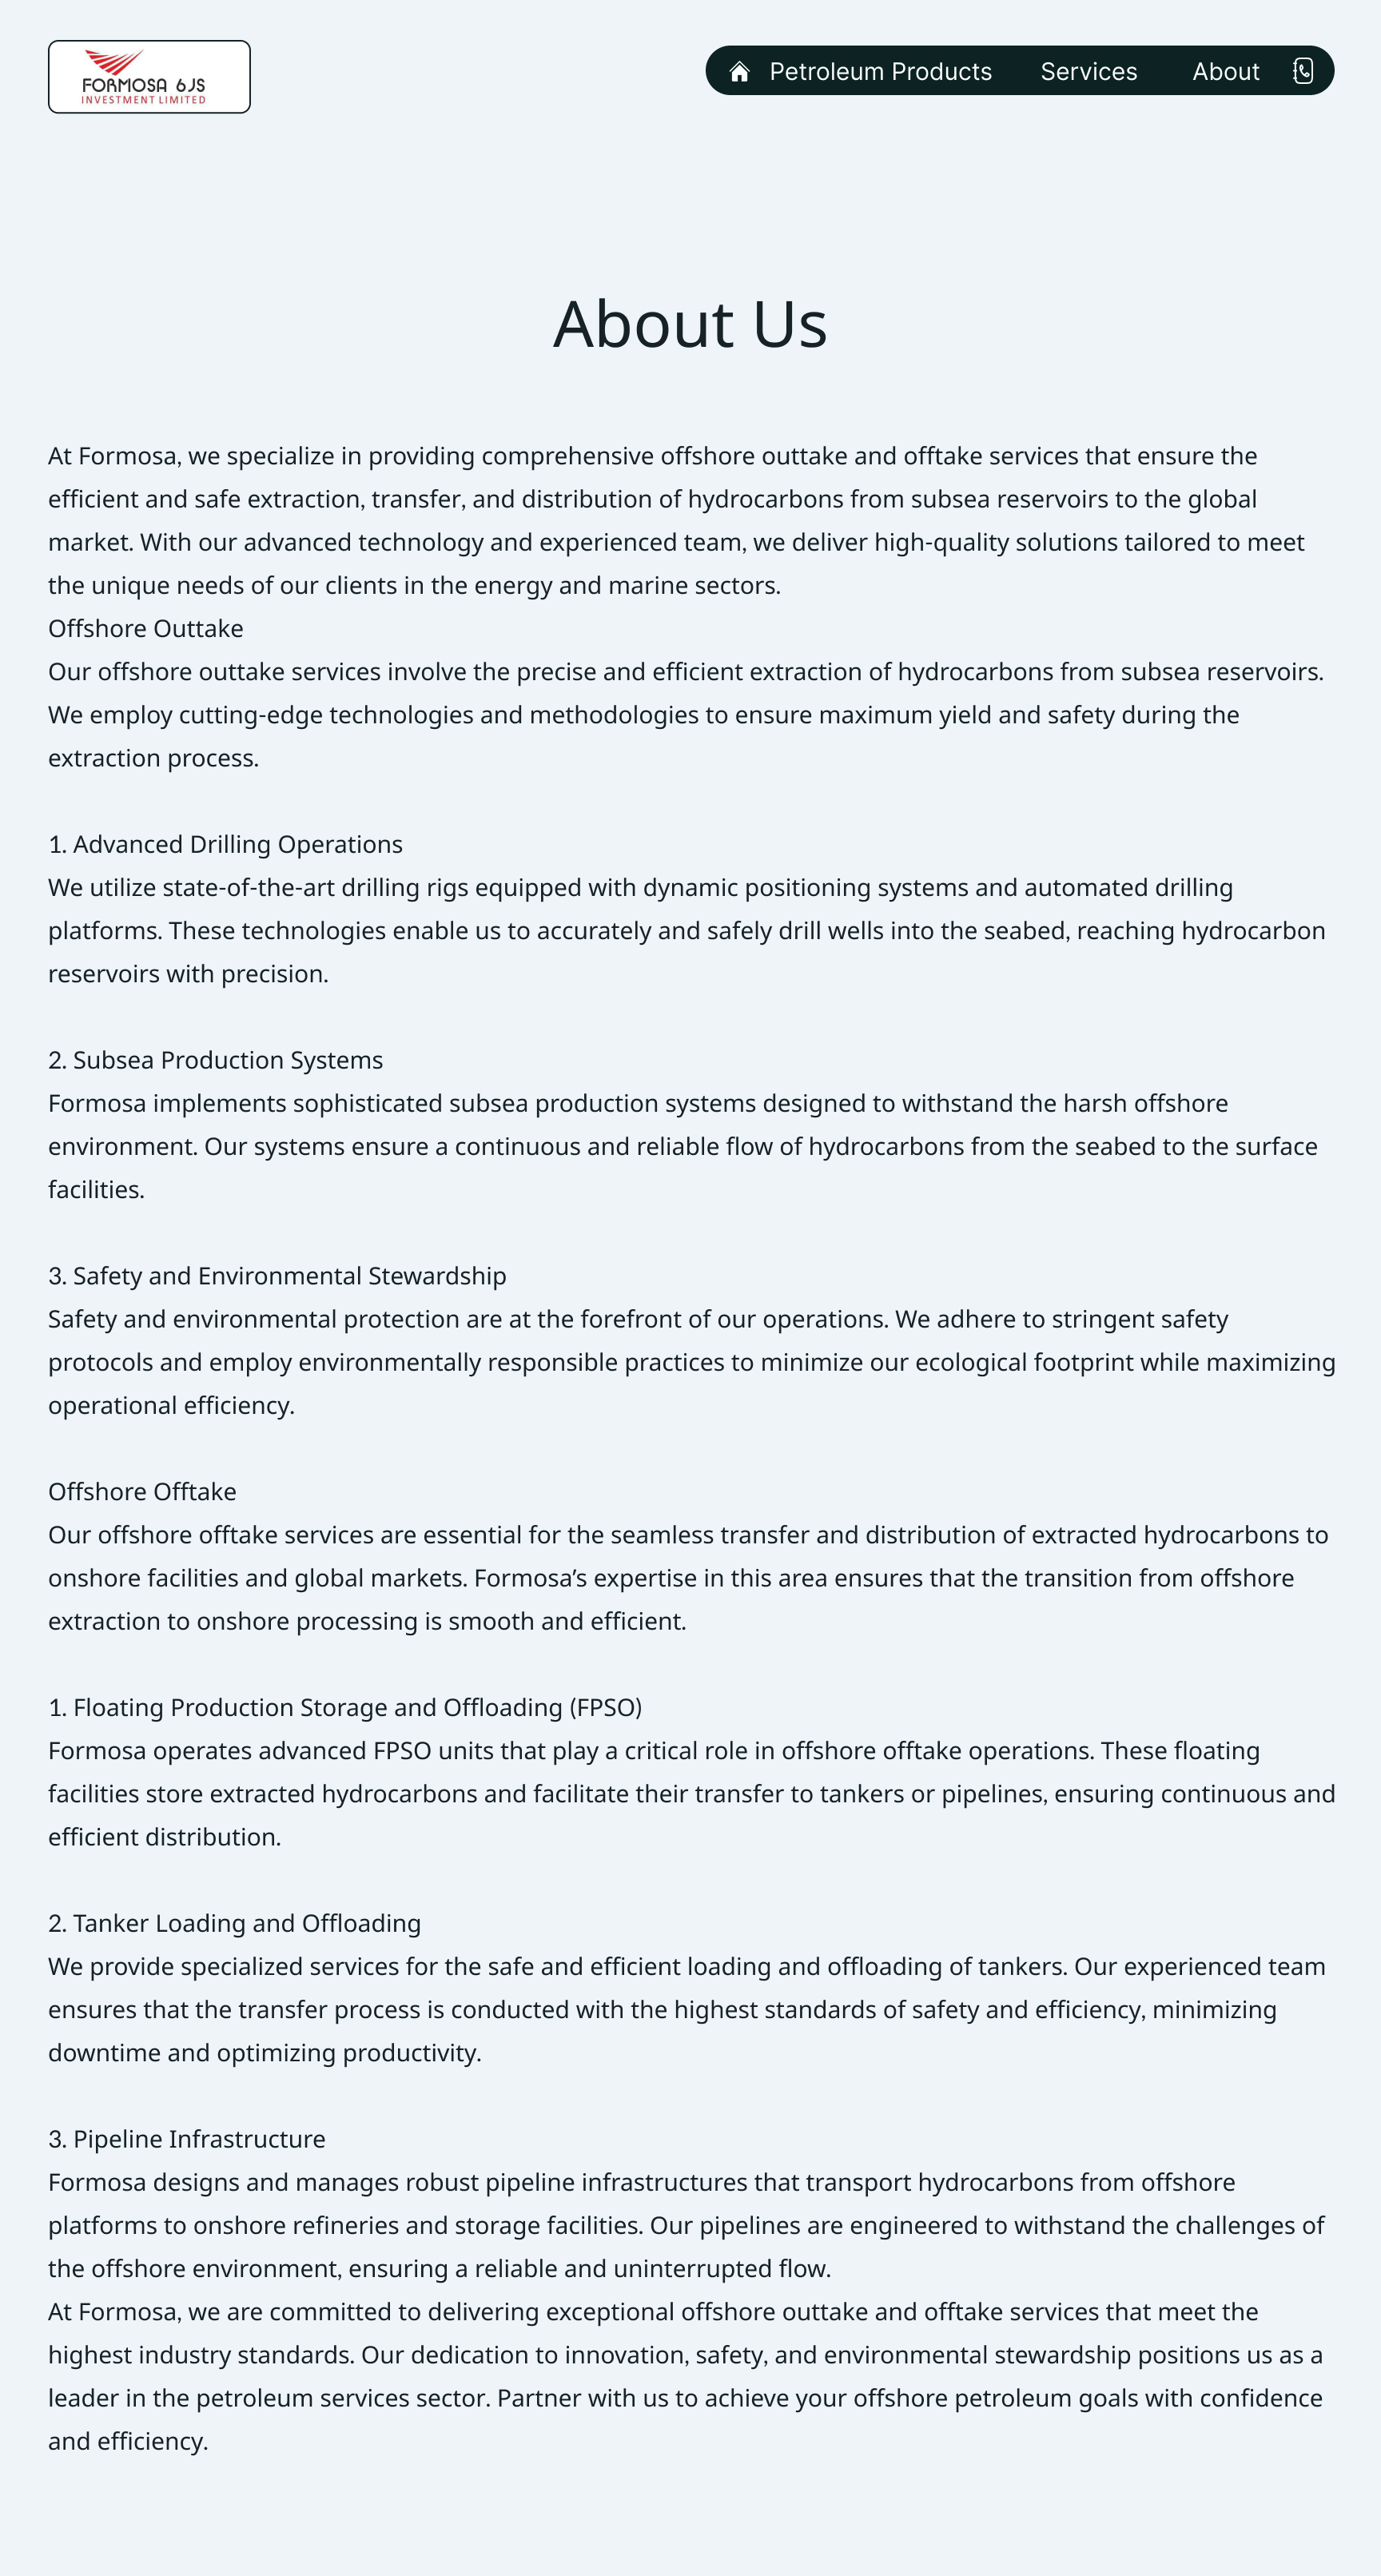 FORMOSA 6JS
INVESTMENT LIMITED
Petroleum Products Services About
About Us
At Formosa, we specialize in providing comprehensive offshore outtake and offtake services that ensure the
efficient and safe extraction, transfer, and distribution of hydrocarbons from subsea reservoirs to the global
market. With our advanced technology and experienced team, we deliver high-quality solutions tailored to meet
the unique needs of our clients in the energy and marine sectors.
Offshore Outtake
Our offshore outtake services involve the precise and efficient extraction of hydrocarbons from subsea reservoirs.
We employ cutting-edge technologies and methodologies to ensure maximum yield and safety during the
extraction process.
1. Advanced Drilling Operations
We utilize state-of-the-art drilling rigs equipped with dynamic positioning systems and automated drilling
platforms. These technologies enable us to accurately and safely drill wells into the seabed, reaching hydrocarbon
reservoirs with precision.
2. Subsea Production Systems
Formosa implements sophisticated subsea production systems designed to withstand the harsh offshore
environment. Our systems ensure a continuous and reliable flow of hydrocarbons from the seabed to the surface
facilities.
3. Safety and Environmental Stewardship
Safety and environmental protection are at the forefront of our operations. We adhere to stringent safety
protocols and employ environmentally responsible practices to minimize our ecological footprint while maximizing
operational efficiency.
Offshore Offtake
Our offshore offtake services are essential for the seamless transfer and distribution of extracted hydrocarbons to
onshore facilities and global markets. Formosa’s expertise in this area ensures that the transition from offshore
extraction to onshore processing is smooth and efficient.
1. Floating Production Storage and Offloading (FPSO)
Formosa operates advanced FPSO units that play a critical role in offshore offtake operations. These floating
facilities store extracted hydrocarbons and facilitate their transfer to tankers or pipelines, ensuring continuous and
efficient distribution.
2. Tanker Loading and Offloading
We provide specialized services for the safe and efficient loading and offloading of tankers. Our experienced team
ensures that the transfer process is conducted with the highest standards of safety and efficiency, minimizing
downtime and optimizing productivity.
3. Pipeline Infrastructure
Formosa designs and manages robust pipeline infrastructures that transport hydrocarbons from offshore
platforms to onshore refineries and storage facilities. Our pipelines are engineered to withstand the challenges of
the offshore environment, ensuring a reliable and uninterrupted flow.
At Formosa, we are committed to delivering exceptional offshore outtake and offtake services that meet the
highest industry standards. Our dedication to innovation, safety, and environmental stewardship positions us as a
leader in the petroleum services sector. Partner with us to achieve your offshore petroleum goals with confidence
and efficiency.